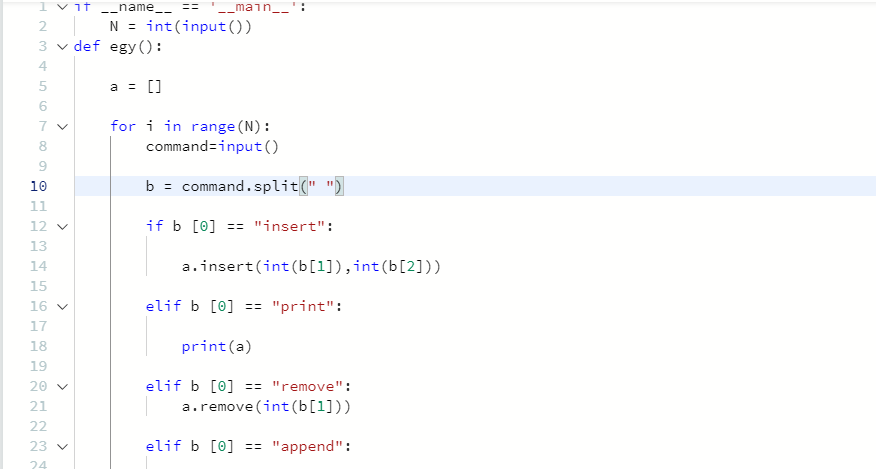 1 if __name__ == '__main__':
2 N = int(input())
3 def egy():
4
5 a = []
6
7 for i in range(N):
8 command=input()
9
10 b = command.split(" ")
11
12 if b [0] == "insert":
13
14 a.insert(int(b[1]),int(b[2]))
15
16 elif b [0] == "print":
17
18 print(a)
19
20 elif b [0] == "remove":
21 a.remove(int(b[1]))
22
23 elif b [0] == "append":
24